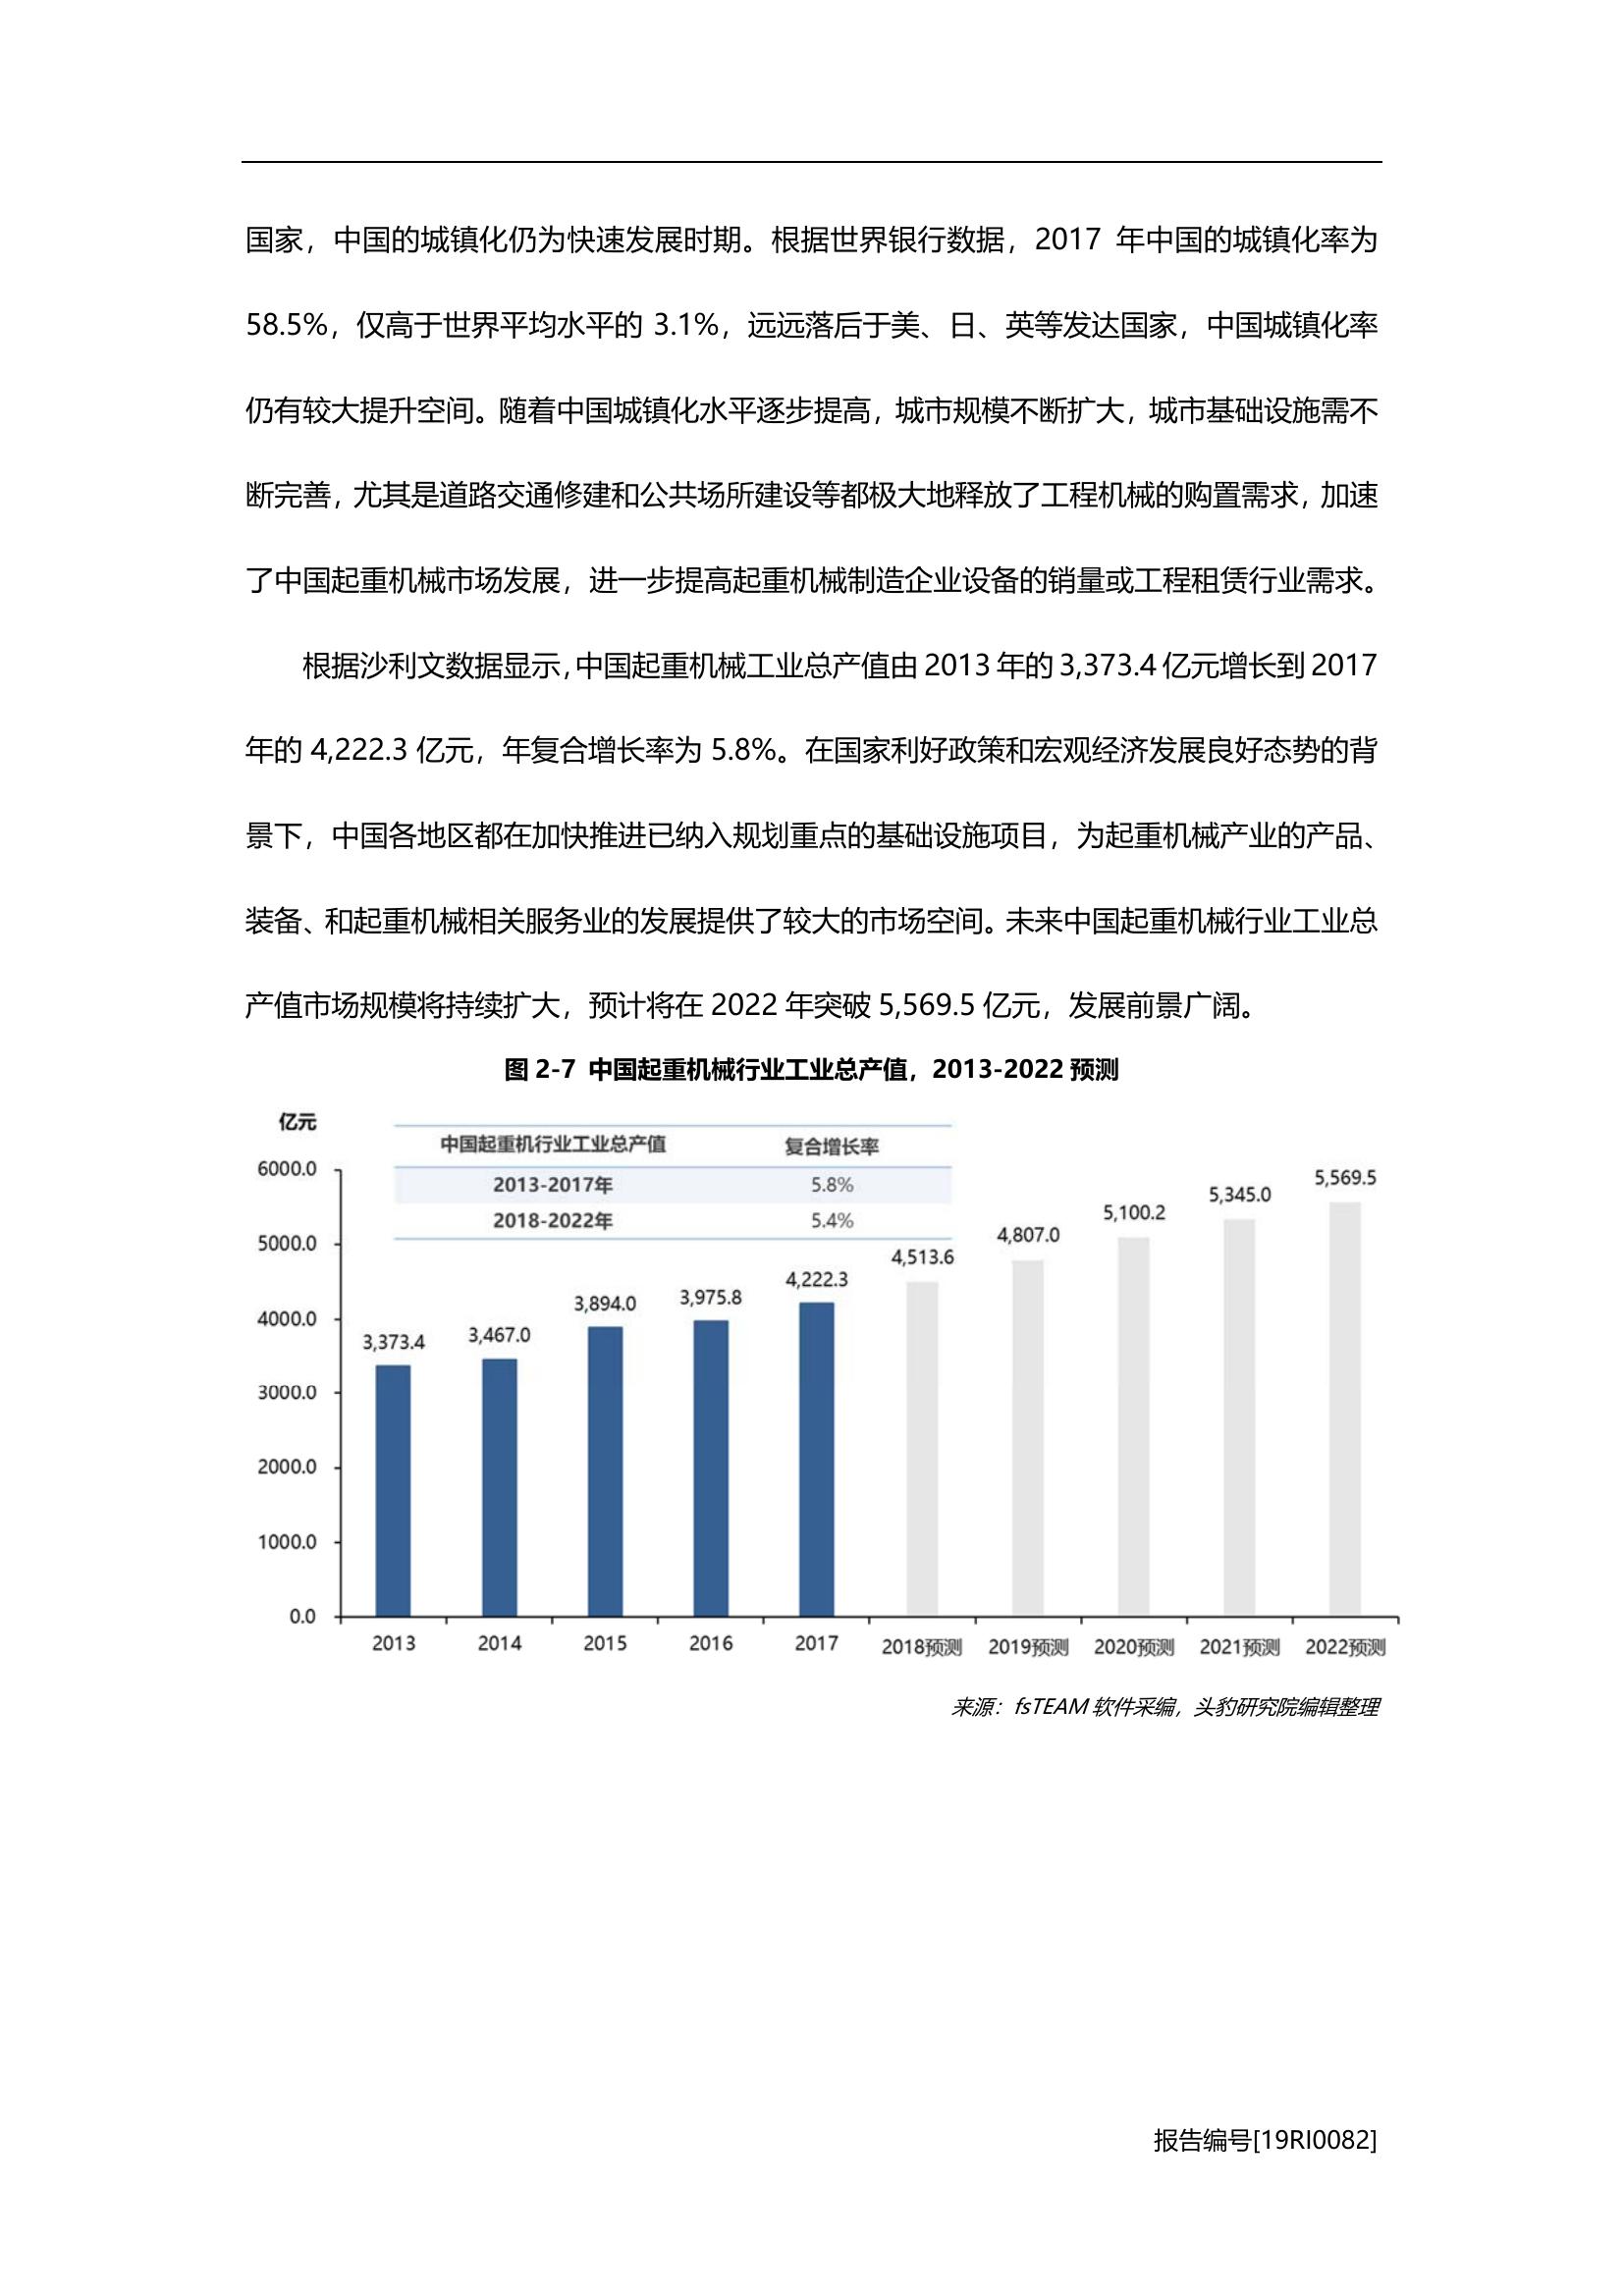 国家，中国的城镇化仍为快速发展时期。根据世界银行数据，2017 年中国的城镇化率为
58.5%，仅高于世界平均水平的 3.1%，远远落后于美、日、英等发达国家，中国城镇化率
仍有较大提升空间。随着中国城镇化水平逐步提高，城市规模不断扩大，城市基础设施需不
断完善，尤其是道路交通修建和公共场所建设等都极大地释放了工程机械的购置需求，加速
了中国起重机械市场发展，进一步提高起重机械制造企业设备的销量或工程租赁行业需求。
根据沙利文数据显示，中国起重机械工业总产值由 2013 年的 3,373.4 亿元增长到 2017
年的 4,222.3 亿元，年复合增长率为 5.8%。在国家利好政策和宏观经济发展良好态势的背
景下，中国各地区都在加快推进已纳入规划重点的基础设施项目，为起重机械产业的产品、
装备、和起重机械相关服务业的发展提供了较大的市场空间。未来中国起重机械行业工业总
产值市场规模将持续扩大，预计将在 2022 年突破 5,569.5 亿元，发展前景广阔。
图 2-7 中国起重机械行业工业总产值，2013-2022 预测
亿元
中国起重机行业工业总产值 复合增长率
2013-2017年 5.8%
2018-2022年 5.4%
6000.0
5000.0
4000.0
3000.0
2000.0
1000.0
0.0
3,373.4
3,467.0
3,894.0
3,975.8
4,222.3
4,513.6
4,807.0
5,100.2
5,345.0
5,569.5
2013 2014 2015 2016 2017 2018预测 2019预测 2020预测 2021预测 2022预测
来源：fsTEAM 软件采编，头豹研究院编辑整理
报告编号[19RI0082]